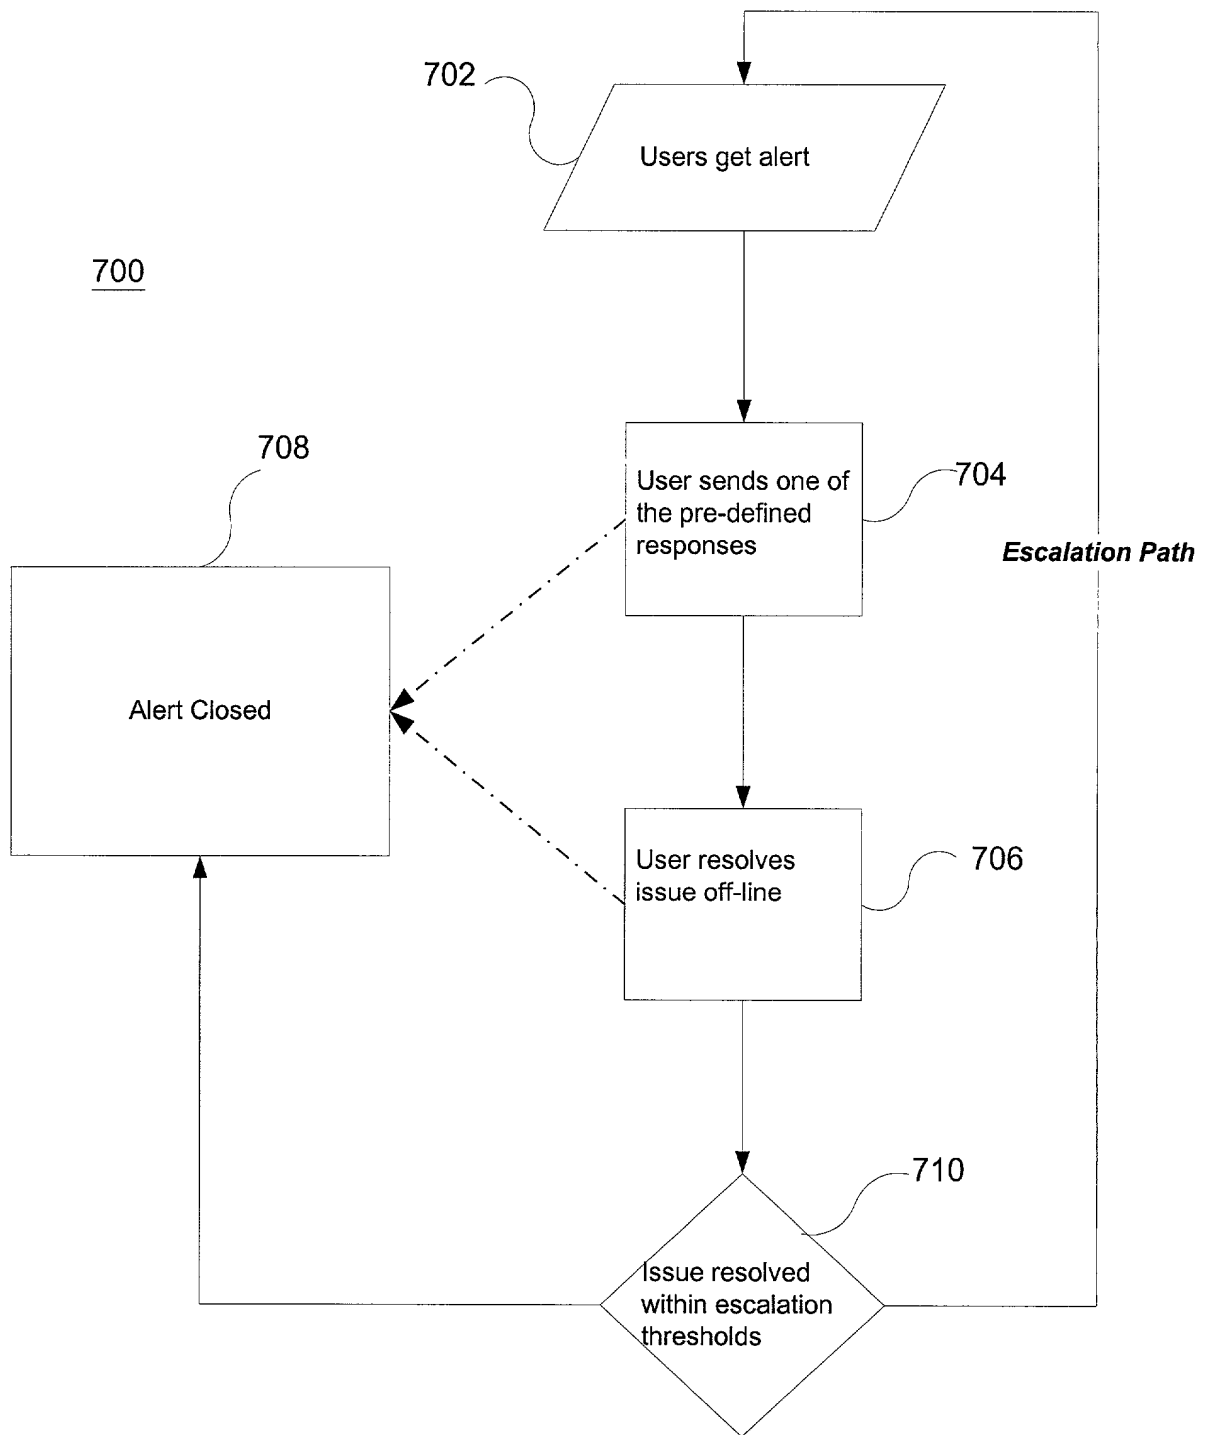 702
Users get alert
700
708
User sends one of
the pre-defined
responses
704
Escalation Path
Alert Closed
User resolves
issue off-line
706
710
Issue resolved
within escalation
thresholds